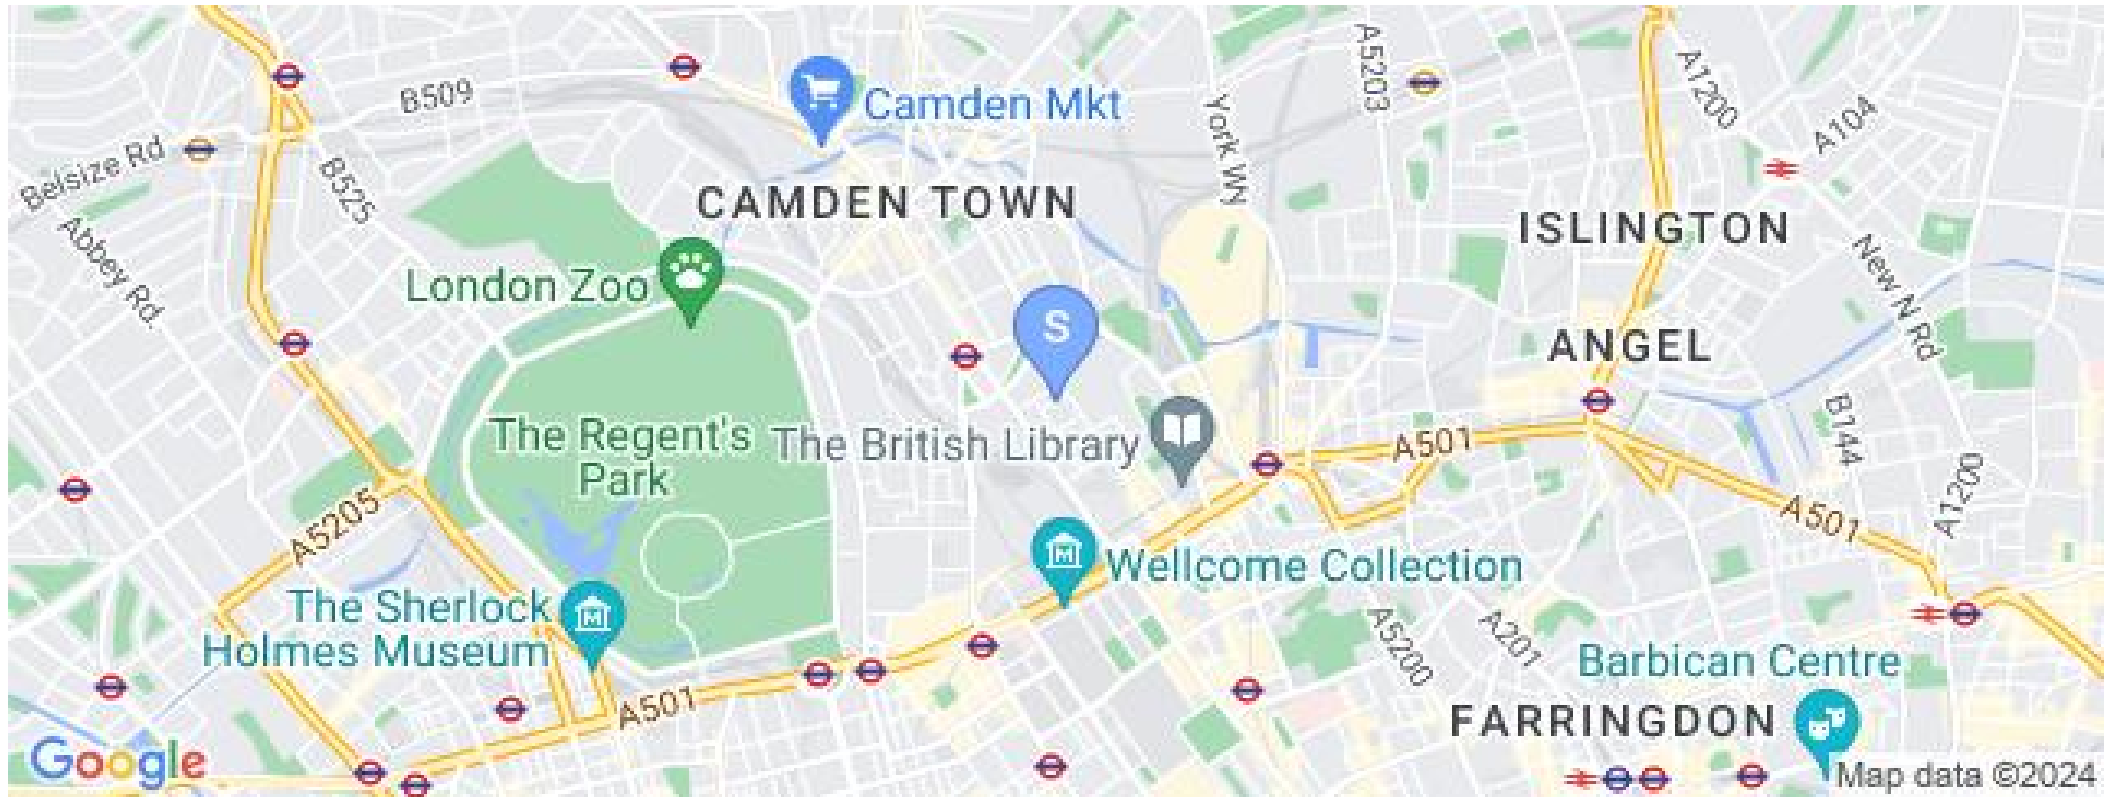 A5203
A1200
B509
Camden Mkt
York WY
A104
Belsize Rd
B525
CAMDEN TOWN
ISLINGTON
Abbey Rd.
London Zoo
New N Rd
S
ANGEL
The Regent's
Park
The British Library
A501
B144
A5205
A501
A1200
Wellcome Collection
The Sherlock
Holmes Museum
A5200
A201
Barbican Centre
A501
FARRINGDON
Google
Map data ©2024